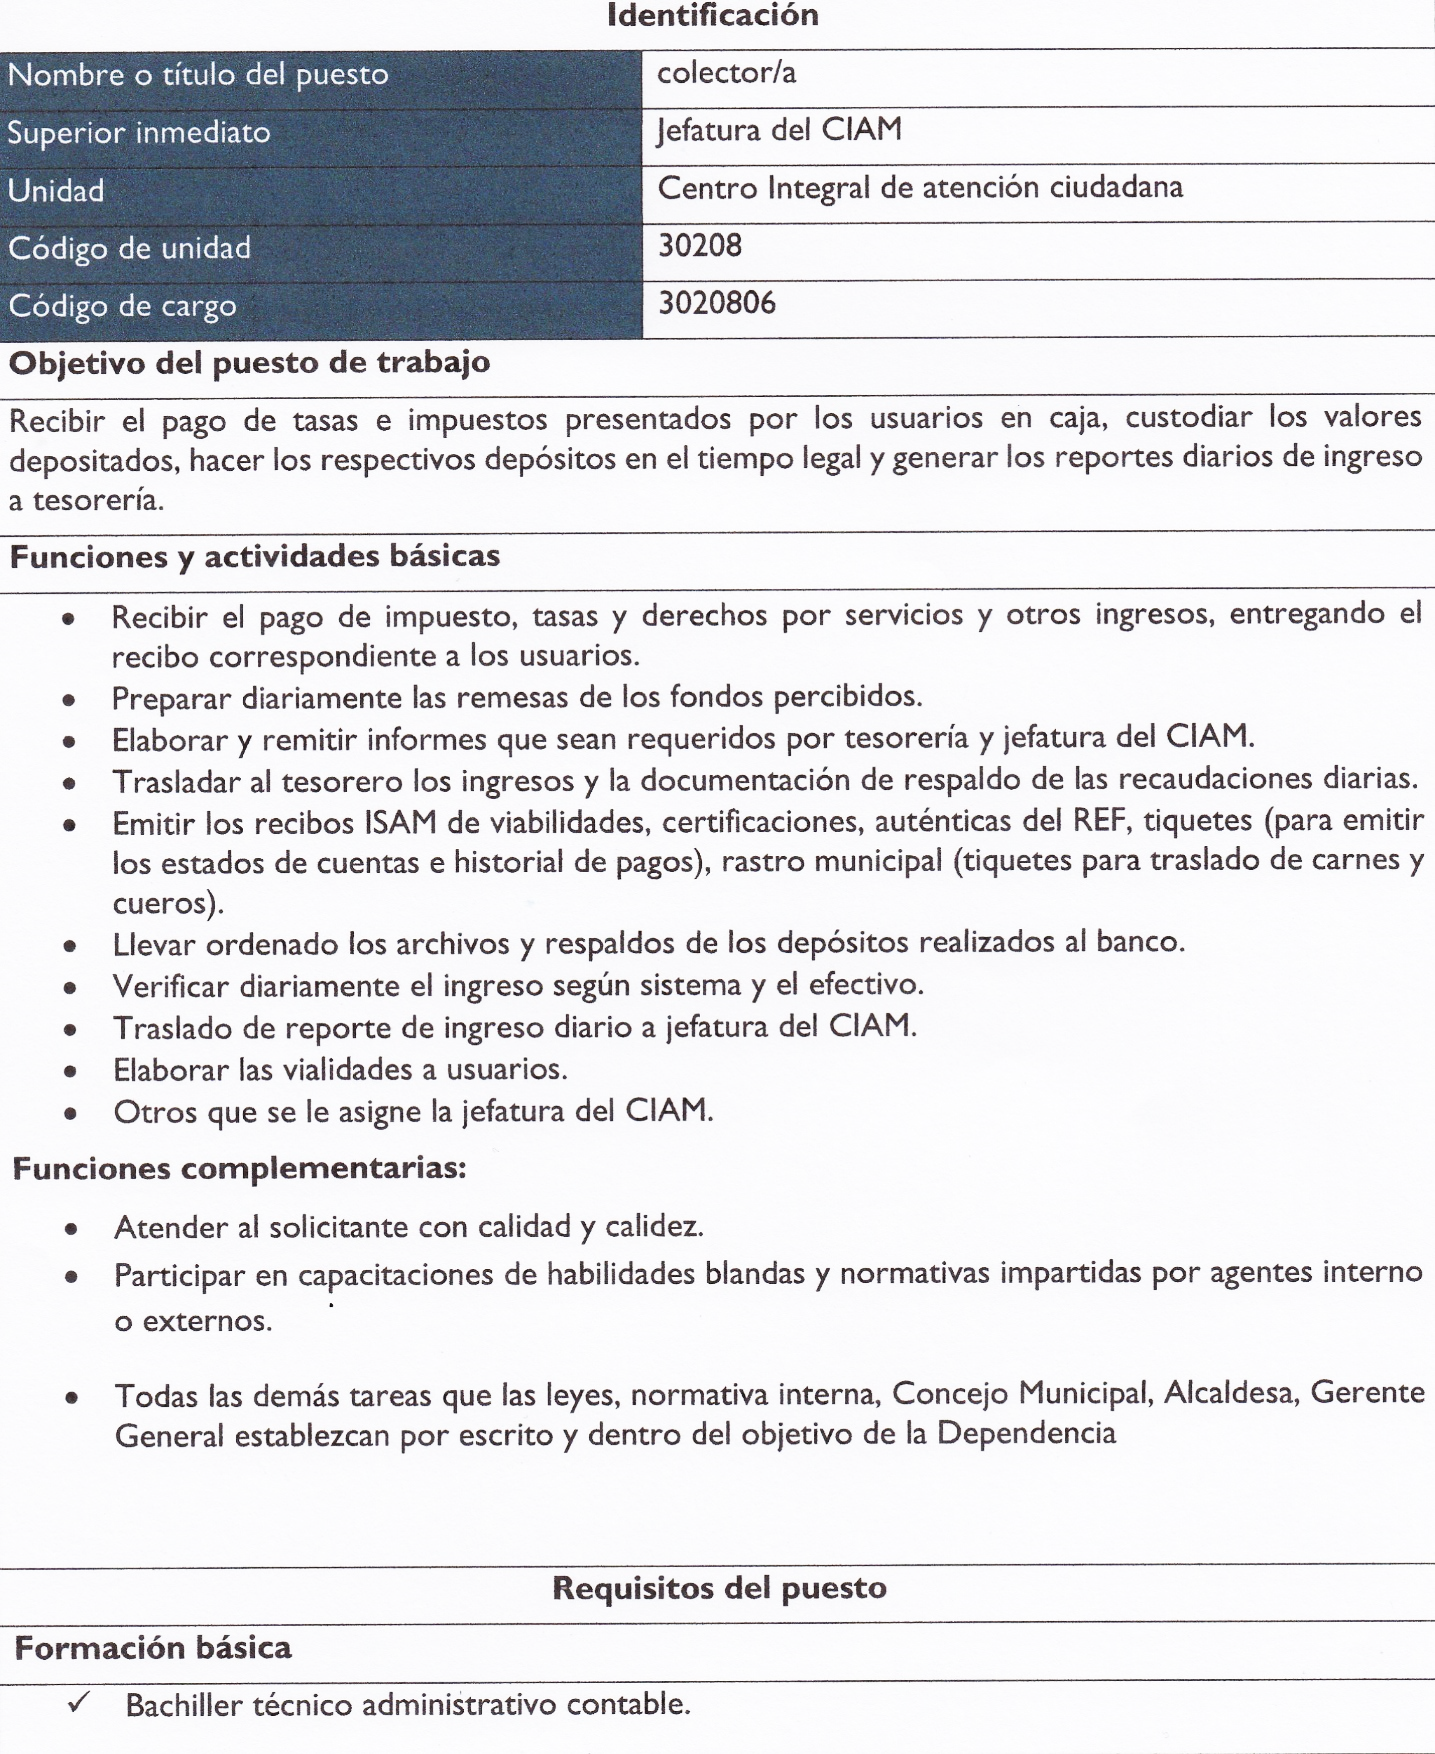 Identificación
Nombre o título del puesto
colector/a
Superior inmediato
Jefatura del CIAM
Unidad
Centro Integral de atención ciudadana
Código de unidad
30208
Código de cargo
3020806
Objetivo del puesto de trabajo
Recibir el pago de tasas e impuestos presentados por los usuarios en caja, custodiar los valores
depositados, hacer los respectivos depósitos en el tiempo legal y generar los reportes diarios de ingreso
a tesorería.
Funciones y actividades básicas
• Recibir el pago de impuesto, tasas y derechos por servicios y otros ingresos, entregando el
recibo correspondiente a los usuarios.
• Preparar diariamente las remesas de los fondos percibidos.
• Elaborar y remitir informes que sean requeridos por tesorería y jefatura del CIAM.
• Trasladar al tesorero los ingresos y la documentación de respaldo de las recaudaciones diarias.
• Emitir los recibos ISAM de viabilidades, certificaciones, auténticas del REF, tiquetes (para emitir
los estados de cuentas e historial de pagos), rastro municipal (tiquetes para traslado de carnes y
cueros).
• Llevar ordenado los archivos y respaldos de los depósitos realizados al banco.
• Verificar diariamente el ingreso según sistema y el efectivo.
• Traslado de reporte de ingreso diario a jefatura del CIAM.
• Elaborar las vialidades a usuarios.
• Otros que se le asigne la jefatura del CIAM.
Funciones complementarias:
• Atender al solicitante con calidad y calidez.
• Participar en capacitaciones de habilidades blandas y normativas impartidas por agentes interno
o externos.
• Todas las demás tareas que las leyes, normativa interna, Concejo Municipal, Alcaldesa, Gerente
General establezcan por escrito y dentro del objetivo de la Dependencia
Requisitos del puesto
Formación básica
✓ Bachiller técnico administrativo contable.